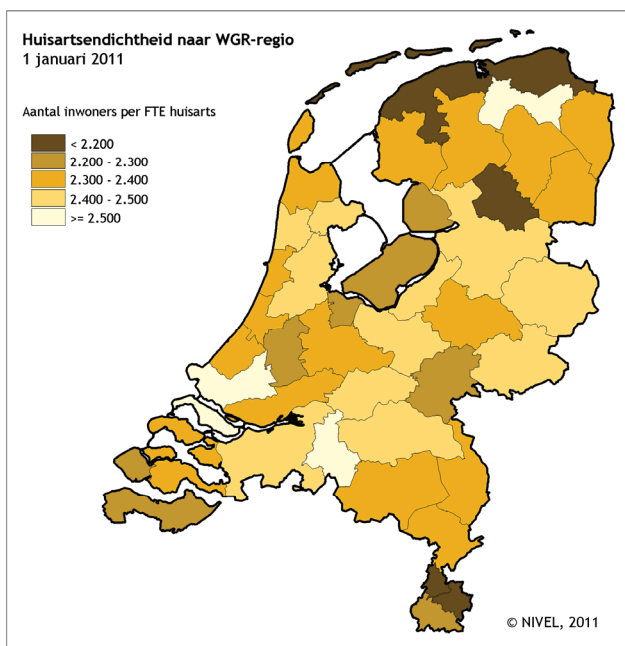 Huisartsendichtheid naar WGR-regio
1 januari 2011
Aantal inwoners per FTE huisarts
< 2.200
2.200 - 2.300
2.300 - 2.400
2.400 - 2.500
>= 2.500
© NIVEL, 2011